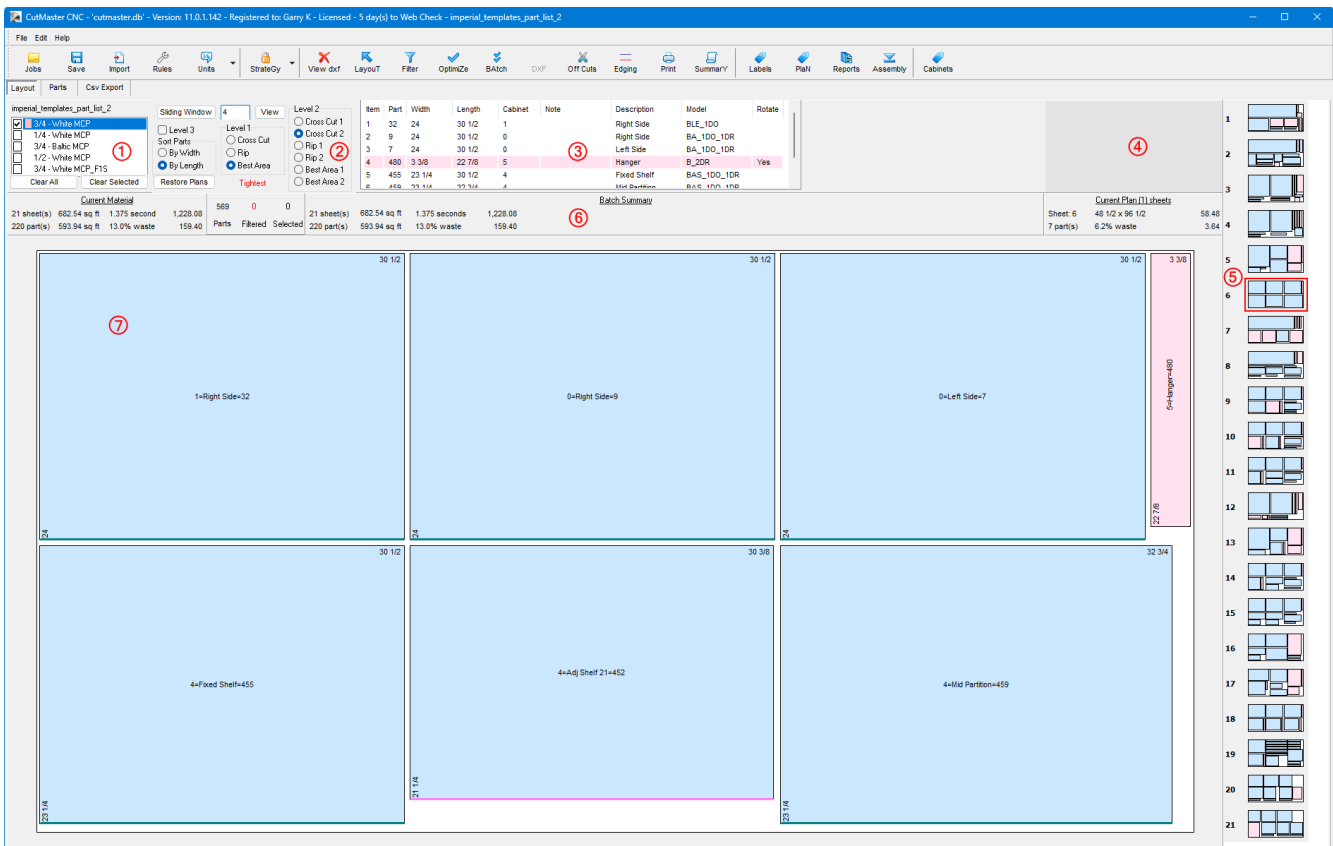 CutMaster CNC - 'cutmaster.db' - Version: 11.0.1.142 - Registered to: Garry K - Licensed - 5 day(s) to Web Check - imperial_templates_part_list_2
File Edit Help
Jobs Save Import Rules Units StrateGy View dxf LayouT Filter OptimiZe BAtch DXF Off Cuts Edging Print SummarY Labels PlaN Reports Assembly Cabinets
Layout Parts Csv Export
imperial_templates_part_list_2
3/4 - White MCP
1/4 - White MCP
3/4 - Baltic MCP
1/2 - White MCP
3/4 - White MCP_F1S
Clear All Clear Selected
1
Sliding Window 4 View
Level 3
Sort Parts
By Width
By Length
Restore Plans
Level 1
Cross Cut
Rip
Best Area
Tightest
Level 2
Cross Cut 1
Cross Cut 2
Rip 1
Rip 2
Best Area 1
Best Area 2
2
Item Part Width Length Cabinet Note Description Model Rotate
1 32 24 30 1/2 1 Right Side BLE_1DO
2 9 24 30 1/2 0 Right Side BA_1DO_1DR
3 7 24 30 1/2 0 Left Side BA_1DO_1DR
4 480 3 3/8 22 7/8 5 Hanger B_2DR Yes
5 455 23 1/4 30 1/2 4 Fixed Shelf BAS_1DO_1DR
6 459 23 1/4 32 3/4 4 Mid Partition BAS_1DO_1DR
3
4
Current Material
21 sheet(s) 682.54 sq ft 1.375 second 1,228.08
220 part(s) 593.94 sq ft 13.0% waste 159.40
569 0 0
Parts Filtered Selected
Batch Summary
21 sheet(s) 682.54 sq ft 1.375 seconds 1,228.08
220 part(s) 593.94 sq ft 13.0% waste 159.40
6
Current Plan [1] sheets
Sheet: 6 48 1/2 x 96 1/2 58.48
7 part(s) 6.2% waste 3.64
30 1/2
7
1=Right Side=32
24
30 1/2
0=Right Side=9
24
30 1/2
0=Left Side=7
24
3 3/8
5=Hanger=480
22 7/8
30 1/2
4=Fixed Shelf=455
23 1/4
30 3/8
4=Adj Shelf 21=452
21 1/4
32 3/4
4=Mid Partition=459
23 1/4
1
2
3
4
5
5
6
7
8
9
10
11
12
13
14
15
16
17
18
19
20
21